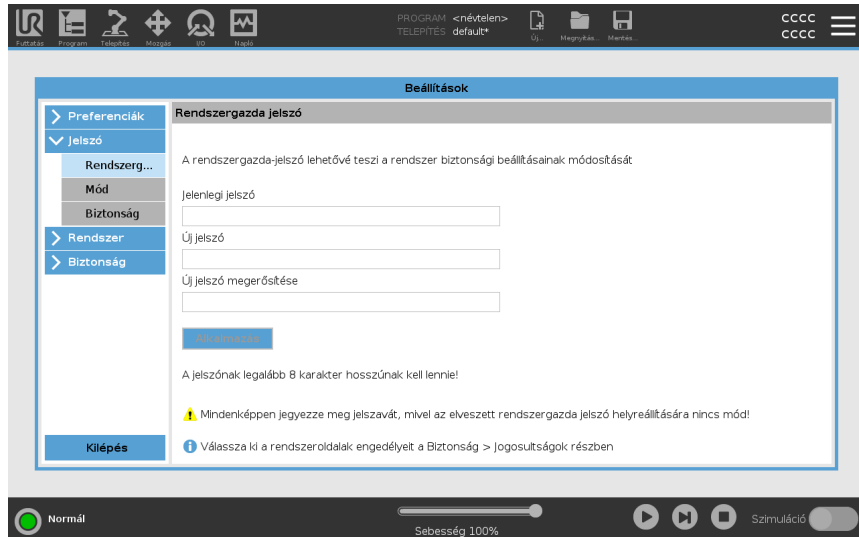 PROGRAM <névtelen>
TELEPÍTÉS default*
UR
Futtatás Program Telepítés Mozgás I/O Napló
Új... Megnyitás... Mentés...
cccc
cccc
Beállítások
Preferenciák
Jelszó
Rendszerg...
Mód
Biztonság
Rendszer
Biztonság
Kilépés
Rendszergazda jelszó
A rendszergazda-jelszó lehetővé teszi a rendszer biztonsági beállításainak módosítását
Jelenlegi jelszó
Új jelszó
Új jelszó megerősítése
Alkalmazás
A jelszónak legalább 8 karakter hosszúnak kell lennie!
Mindenképpen jegyezze meg jelszavát, mivel az elveszett rendszergazda jelszó helyreállítására nincs mód!
Válassza ki a rendszeroldalak engedélyeit a Biztonság > Jogosultságok részben
Normál
Sebesség 100%
Szimuláció